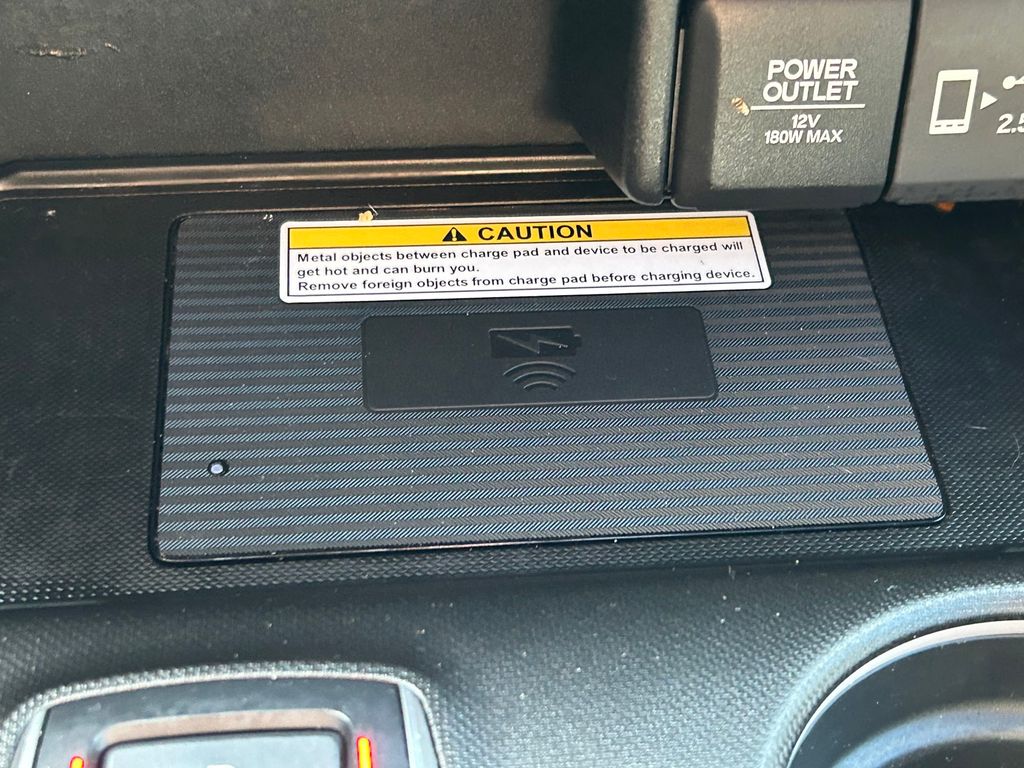 POWER
OUTLET
12V
180W MAX
2.5
CAUTION
Metal objects between charge pad and device to be charged will
get hot and can burn you.
Remove foreign objects from charge pad before charging device.